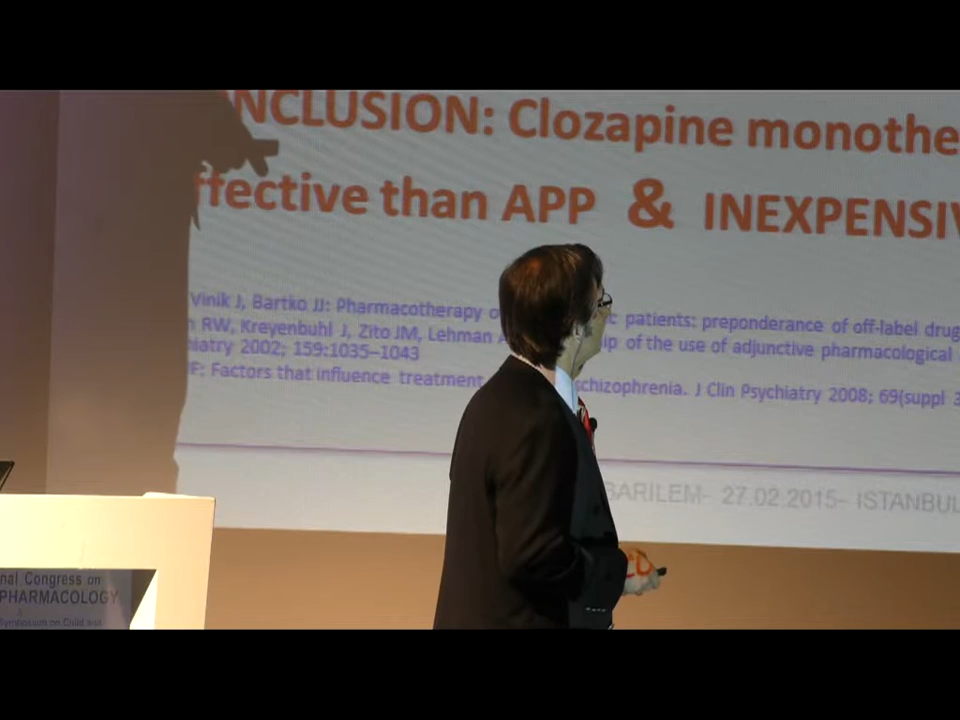 NCLUSION: Clozapine monothe
ffective than APP & INEXPENSIV
Vinik J, Bartko JJ: Pharmacotherapy o c patients: preponderance of off-label drug
RW, Kreyenbuhl J, Zito JM, Lehman A ip of the use of adjunctive pharmacological
iatry 2002; 159:1035–1043
F: Factors that influence treatment schizophrenia. J Clin Psychiatry 2008; 69(suppl 3
BARILEM– 27.02.2015– ISTANBUL
nal Congress on
PHARMACOLOGY
Symposium on Child and